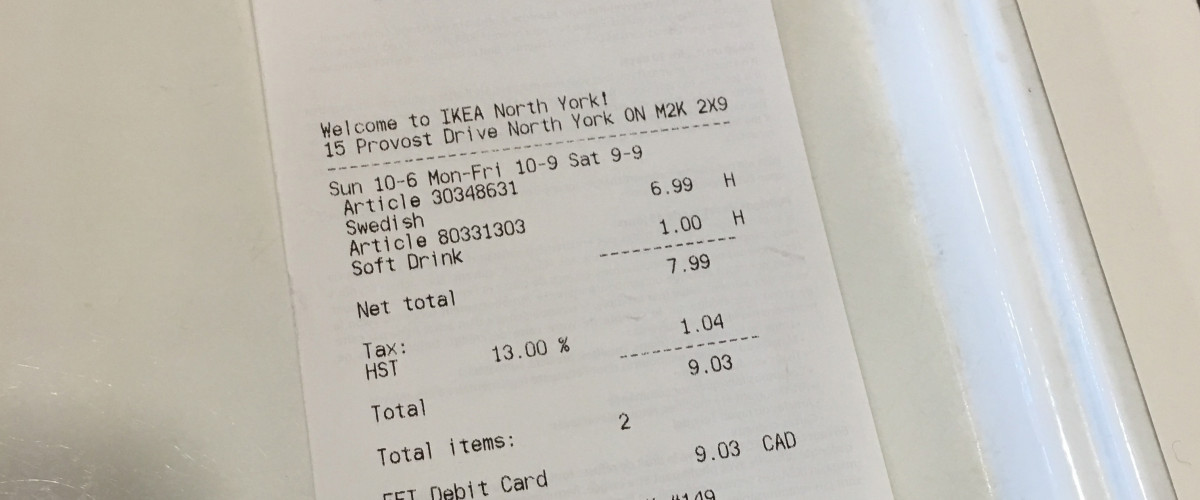 Welcome to IKEA North York!
15 Provost Drive North York ON M2K 2X9
--------------------------------
Sun 10-6 Mon-Fri 10-9 Sat 9-9
Article 30348631
Swedish 6.99 H
Article 80331303
Soft Drink 1.00 H
--------------
Net total 7.99
Tax:
HST 13.00 % 1.04
--------------
Total 9.03
Total items: 2
EFT Debit Card 9.03 CAD
#149